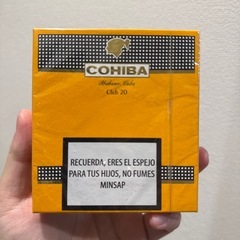 COHIBA
Habana, Cuba
Club 20
RECUERDA, ERES EL ESPEJO
PARA TUS HIJOS, NO FUMES
MINSAP